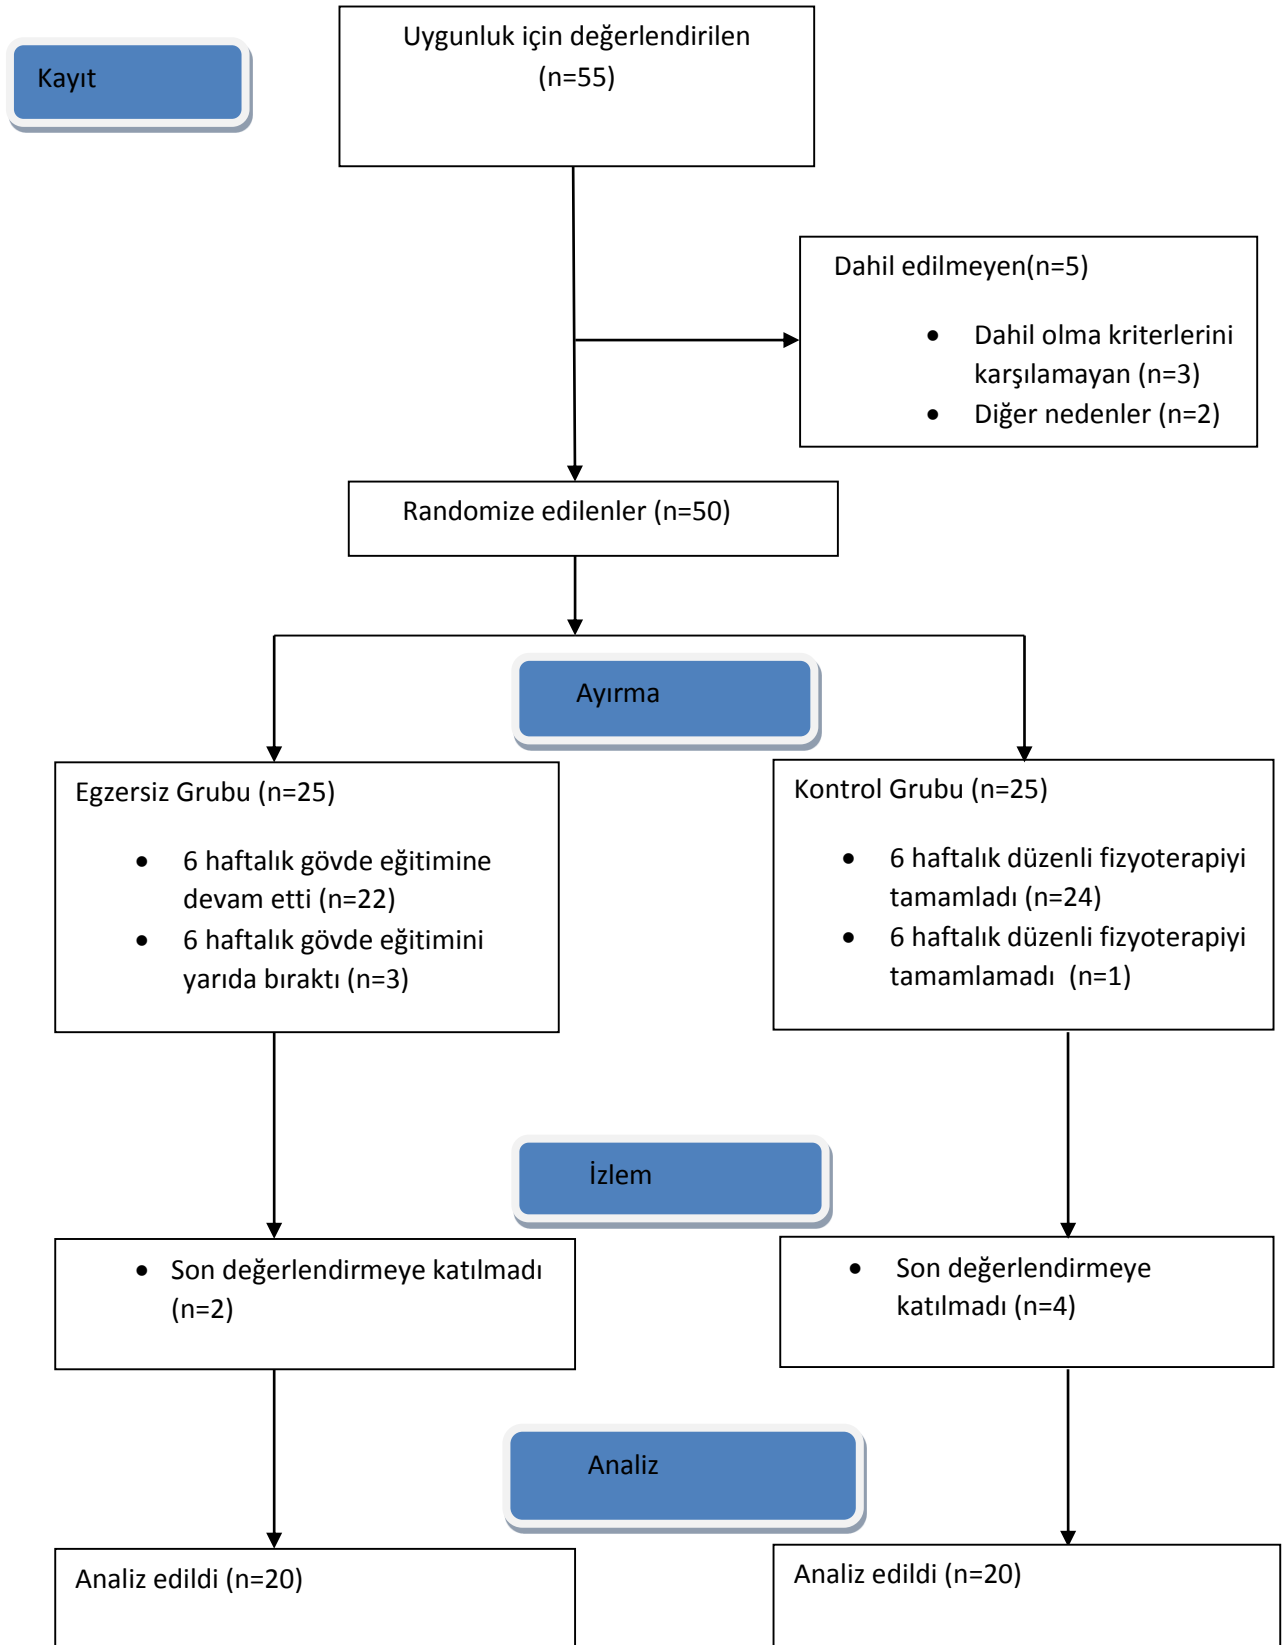 Uygunluk için değerlendirilen
(n=55)
Kayıt
Dahil edilmeyen(n=5)
• Dahil olma kriterlerini
karşılamayan (n=3)
• Diğer nedenler (n=2)
Randomize edilenler (n=50)
Ayırma
Egzersiz Grubu (n=25)
• 6 haftalık gövde eğitimine
devam etti (n=22)
• 6 haftalık gövde eğitimini
yarıda bıraktı (n=3)
Kontrol Grubu (n=25)
• 6 haftalık düzenli fizyoterapiyi
tamamladı (n=24)
• 6 haftalık düzenli fizyoterapiyi
tamamlamadı  (n=1)
İzlem
• Son değerlendirmeye katılmadı
(n=2)
• Son değerlendirmeye
katılmadı (n=4)
Analiz
Analiz edildi (n=20)
Analiz edildi (n=20)